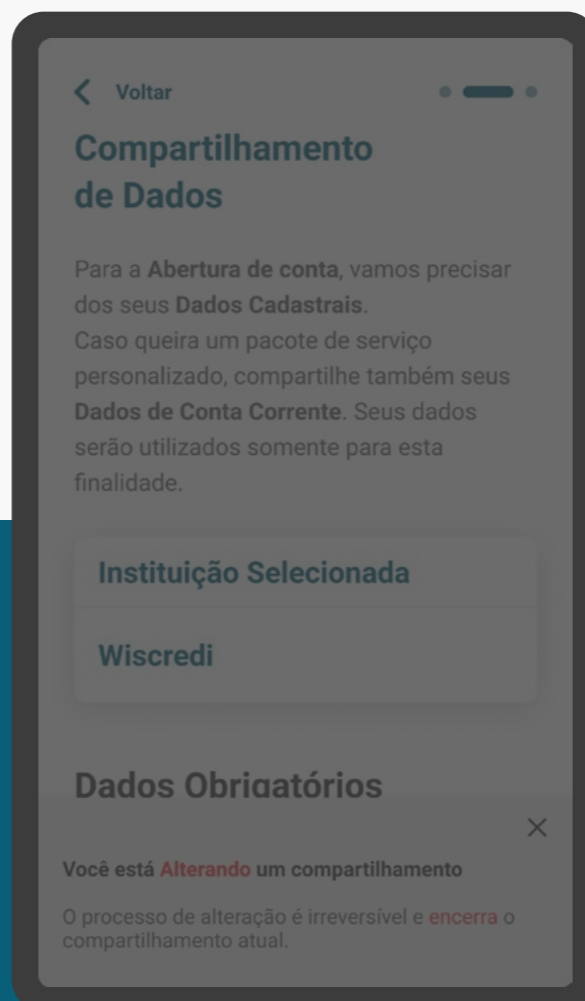 Voltar
Compartilhamento
de Dados
Para a Abertura de conta, vamos precisar
dos seus Dados Cadastrais.
Caso queira um pacote de serviço
personalizado, compartilhe também seus
Dados de Conta Corrente. Seus dados
serão utilizados somente para esta
finalidade.
Instituição Selecionada
Wiscredi
Dados Obrigatórios
Você está Alterando um compartilhamento
O processo de alteração é irreversível e encerra o
compartilhamento atual.